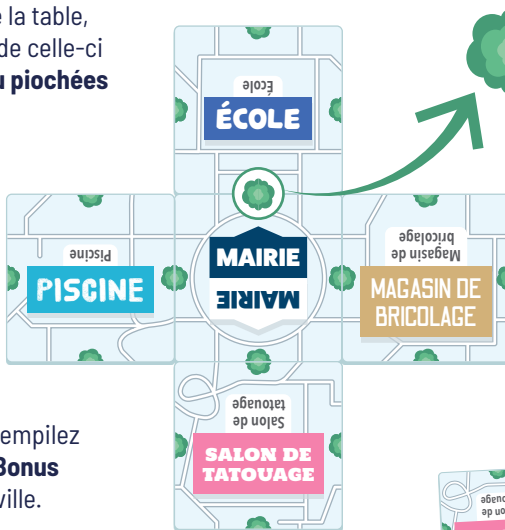 e la table,
de celle-ci
u piochées
École
ÉCOLE
Piscine
PISCINE
MAIRIE
MAIRIE
Magasin de
bricolage
MAGASIN DE
BRICOLAGE
Salon de
tatouage
SALON DE
TATOUAGE
empilez
Bonus
ville.